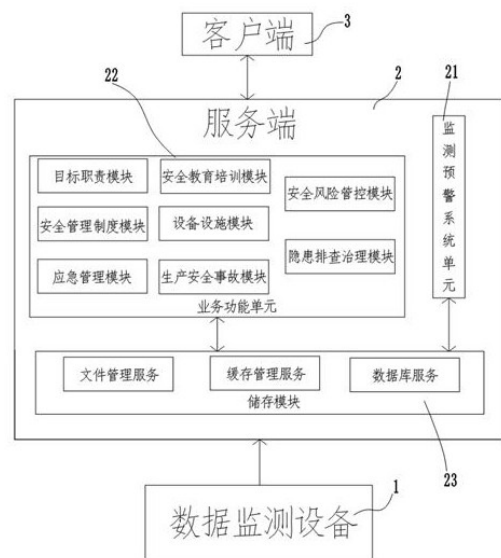 客户端
3
22
2
21
服务端
监测预警系统单元
目标职责模块
安全教育培训模块
安全风险管控模块
安全管理制度模块
设备设施模块
隐患排查治理模块
应急管理模块
生产安全事故模块
业务功能单元
文件管理服务
缓存管理服务
数据库服务
储存模块
23
1
数据监测设备